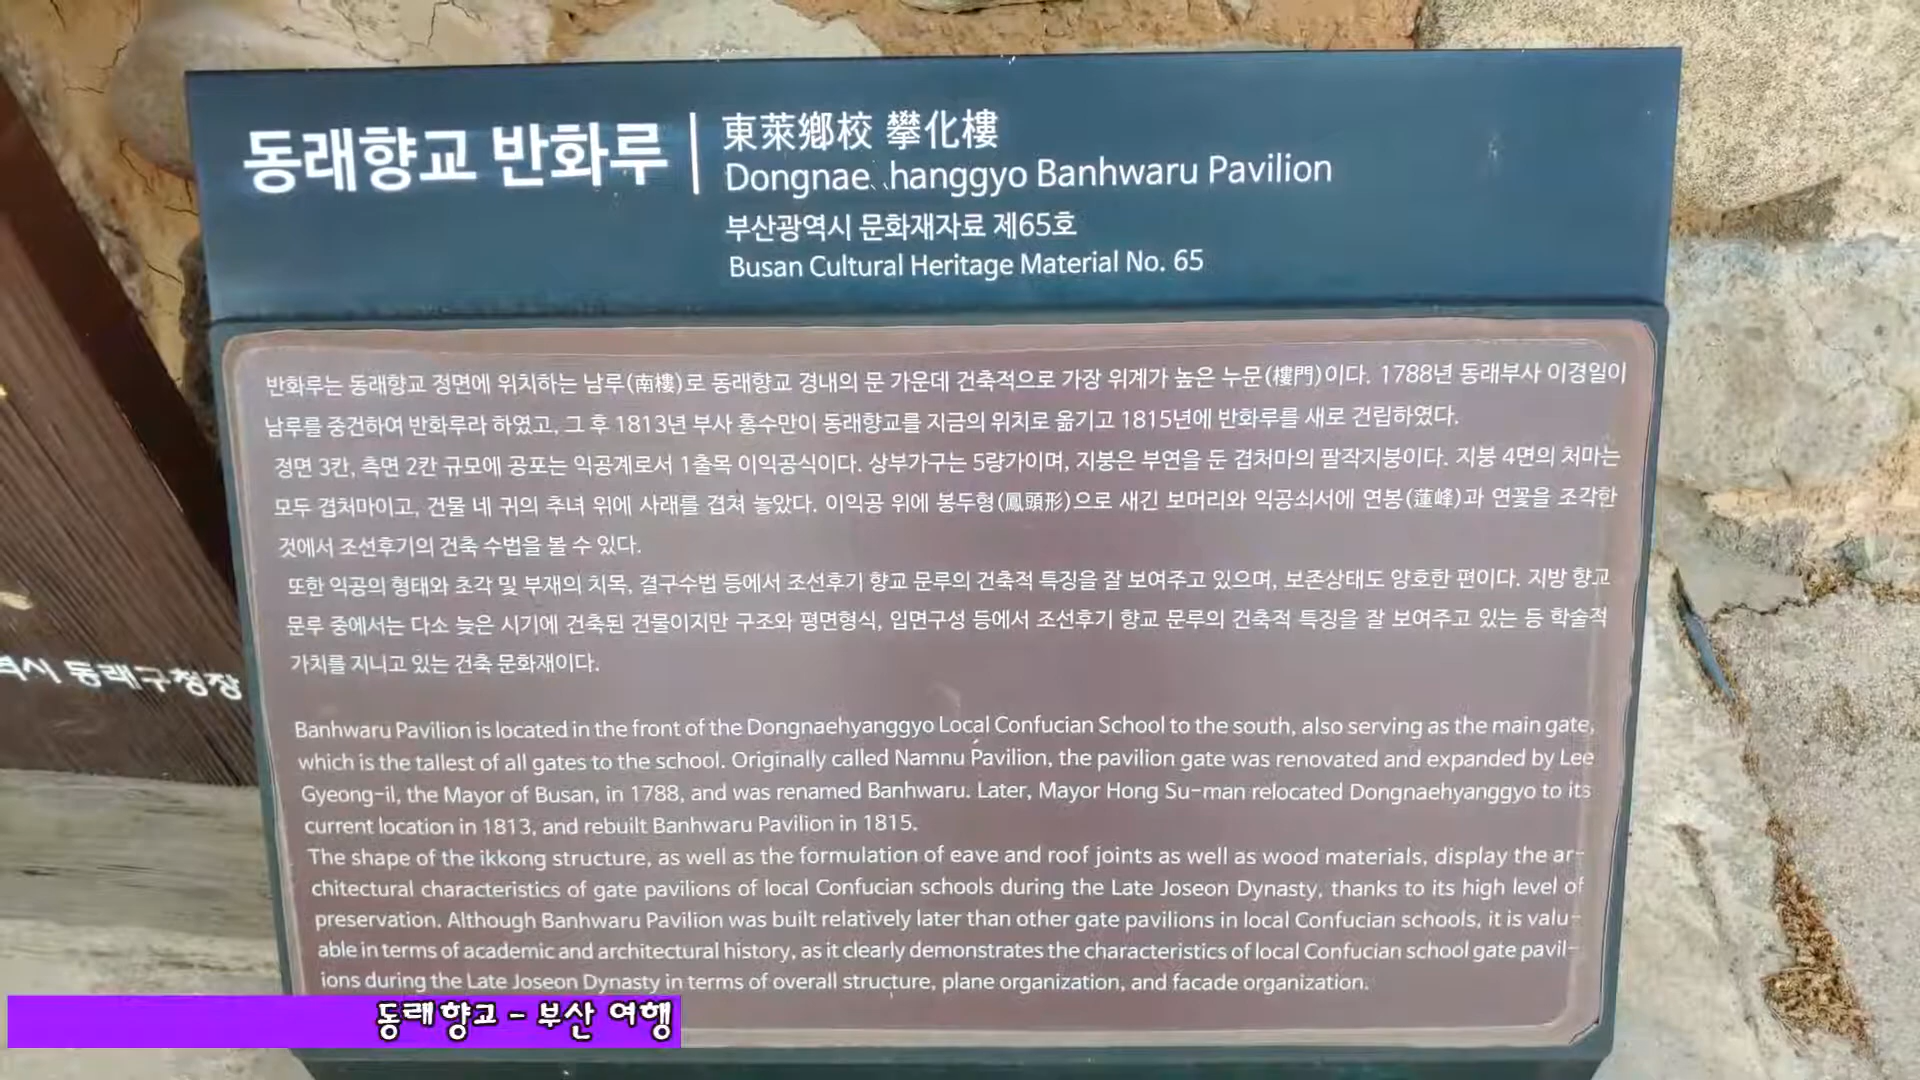 동래향교 반화루
東萊鄕校 攀化樓
Dongnae hanggyo Banhwaru Pavilion
부산광역시 문화재자료 제65호
Busan Cultural Heritage Material No. 65
반화루는 동래향교 정면에 위치하는 남루(南樓)로 동래향교 경내의 문 가운데 건축적으로 가장 위계가 높은 누문(樓門)이다. 1788년 동래부사 이경일이
남루를 중건하여 반화루라 하였고, 그 후 1813년 부사 홍수만이 동래향교를 지금의 위치로 옮기고 1815년에 반화루를 새로 건립하였다.
정면 3칸, 측면 2칸 규모에 공포는 익공계로서 1출목 이익공식이다. 상부가구는 5량가이며, 지붕은 부연을 둔 겹처마의 팔작지붕이다. 지붕 4면의 처마는
모두 겹처마이고, 건물 네 귀의 추녀 위에 사래를 겹쳐 놓았다. 이익공 위에 봉두형(鳳頭形)으로 새긴 보머리와 익공쇠서에 연봉(蓮峰)과 연꽃을 조각한
것에서 조선후기의 건축 수법을 볼 수 있다.
또한 익공의 형태와 초각 및 부재의 치목, 결구수법 등에서 조선후기 향교 문루의 건축적 특징을 잘 보여주고 있으며, 보존상태도 양호한 편이다. 지방 향교
문루 중에서는 다소 늦은 시기에 건축된 건물이지만 구조와 평면형식, 입면구성 등에서 조선후기 향교 문루의 건축적 특징을 잘 보여주고 있는 등 학술적
가치를 지니고 있는 건축 문화재이다.
Banhwaru Pavilion is located in the front of the Dongnaehyanggyo Local Confucian School to the south, also serving as the main gate,
which is the tallest of all gates to the school. Originally called Namnu Pavilion, the pavilion gate was renovated and expanded by Lee
Gyeong-il, the Mayor of Busan, in 1788, and was renamed Banhwaru. Later, Mayor Hong Su-man relocated Dongnaehyanggyo to its
current location in 1813, and rebuilt Banhwaru Pavilion in 1815.
The shape of the ikkong structure, as well as the formulation of eave and roof joints as well as wood materials, display the ar-
chitectural characteristics of gate pavilions of local Confucian schools during the Late Joseon Dynasty, thanks to its high level of
preservation. Although Banhwaru Pavilion was built relatively later than other gate pavilions in local Confucian schools, it is valu-
able in terms of academic and architectural history, as it clearly demonstrates the characteristics of local Confucian school gate pavil-
ions during the Late Joseon Dynasty in terms of overall structure, plane organization, and facade organization.
역시 동래구청장
동래향교 - 부산 여행